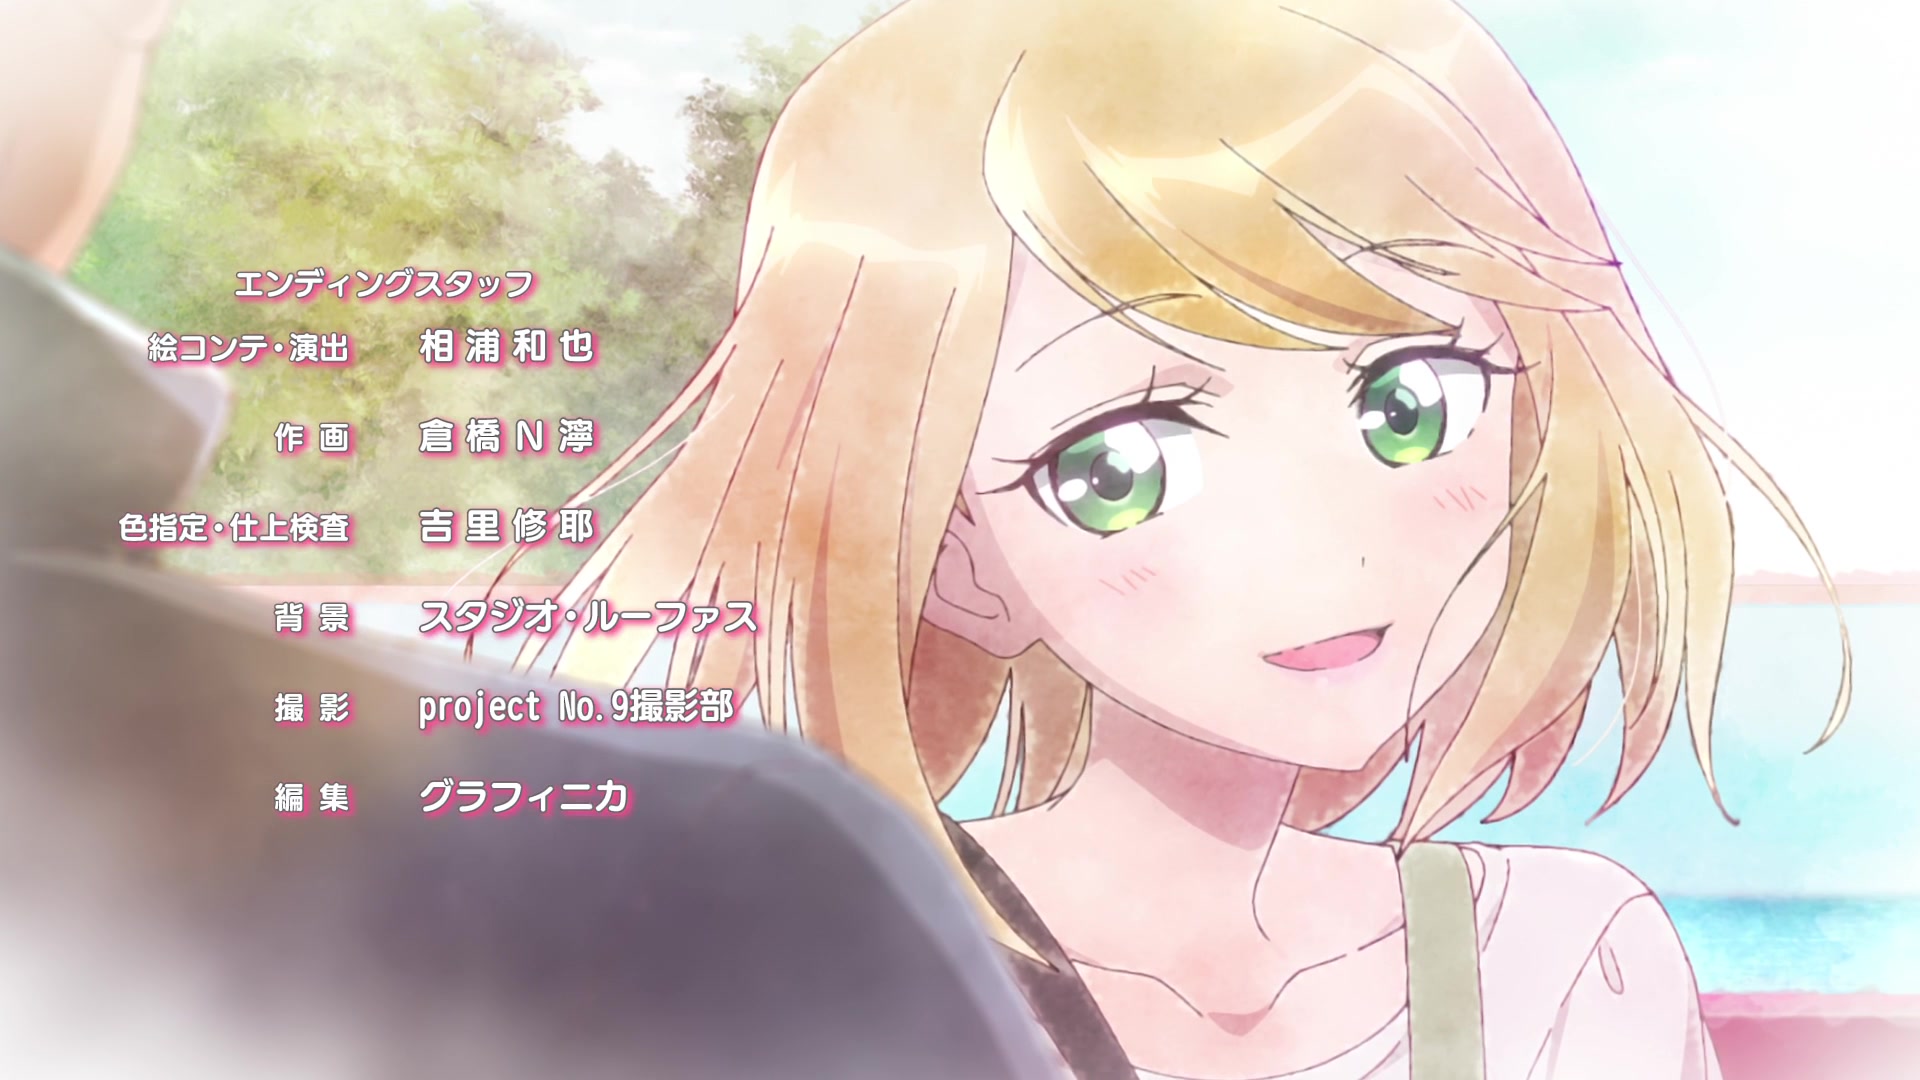 エンディングスタッフ
絵コンテ・演出 相浦和也
作画 倉橋N濘
色指定・仕上検査 吉里修耶
背景 スタジオ・ルーファス
撮影 project No.9撮影部
編集 グラフィニカ